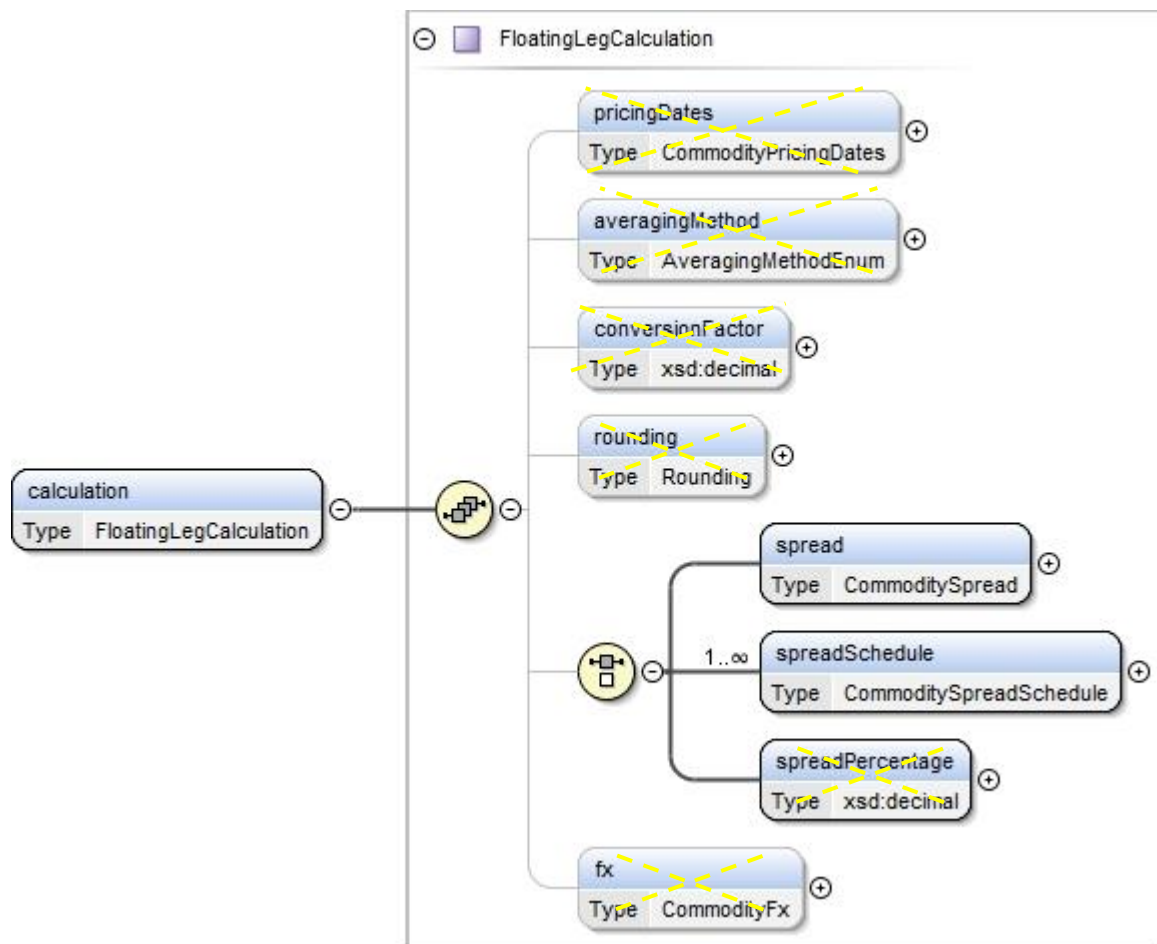 FloatingLegCalculation
pricingDates
Type CommodityPricingDates
averagingMethod
Type AveragingMethodEnum
conversionFactor
Type xsd:decimal
rounding
Type Rounding
calculation
Type FloatingLegCalculation
spread
Type CommoditySpread
1..∞
spreadSchedule
Type CommoditySpreadSchedule
spreadPercentage
Type xsd:decimal
fx
Type CommodityFx